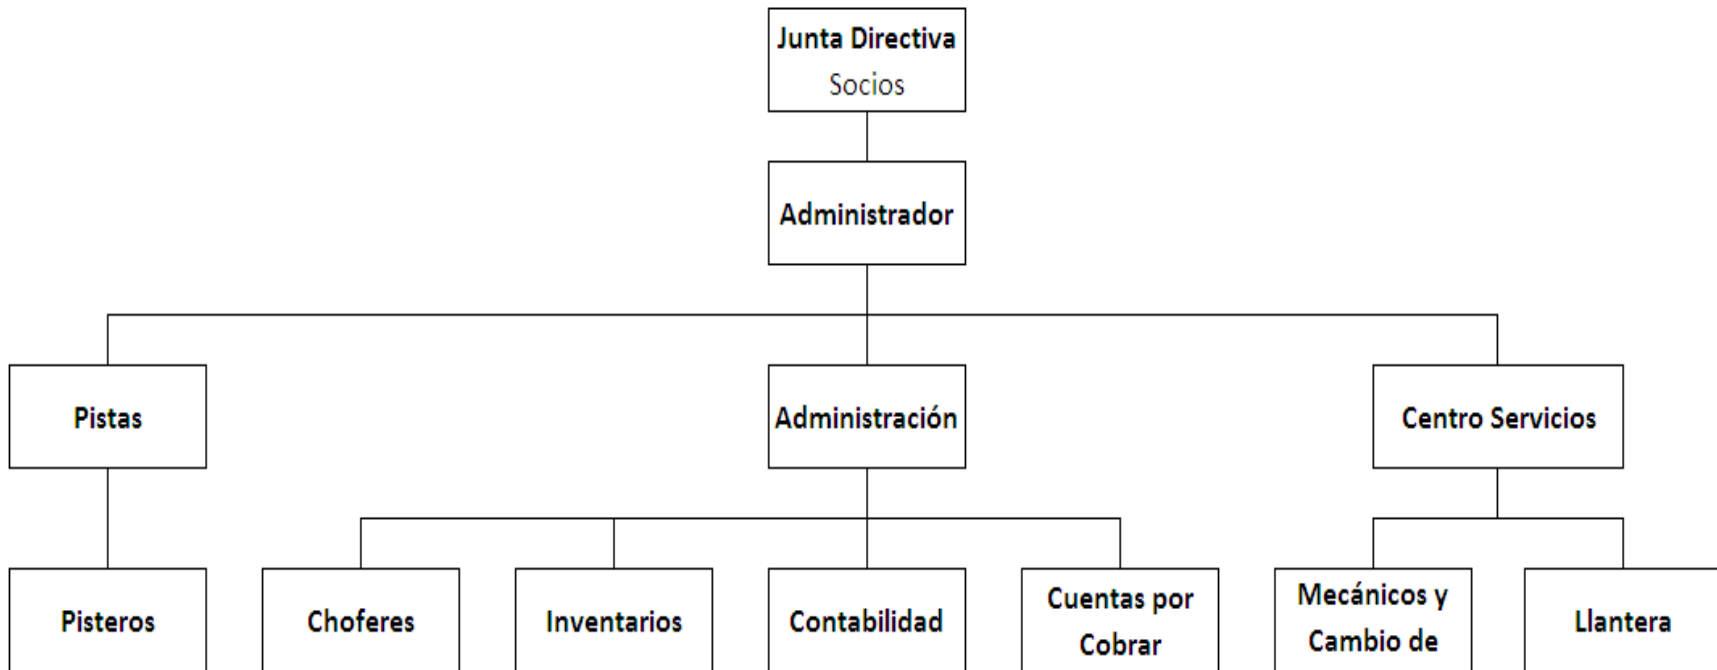 Junta Directiva
Socios
Administrador
Pistas
Administración
Centro Servicios
Pisteros
Choferes
Inventarios
Contabilidad
Cuentas por
Cobrar
Mecánicos y
Cambio de
Llantera